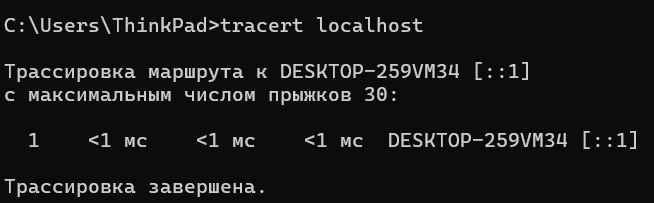 C:\Users\ThinkPad>tracert localhost
Трассировка маршрута к DESKTOP-259VM34 [::1]
с максимальным числом прыжков 30:
1 <1 мс <1 мс <1 мс DESKTOP-259VM34 [::1]
Трассировка завершена.